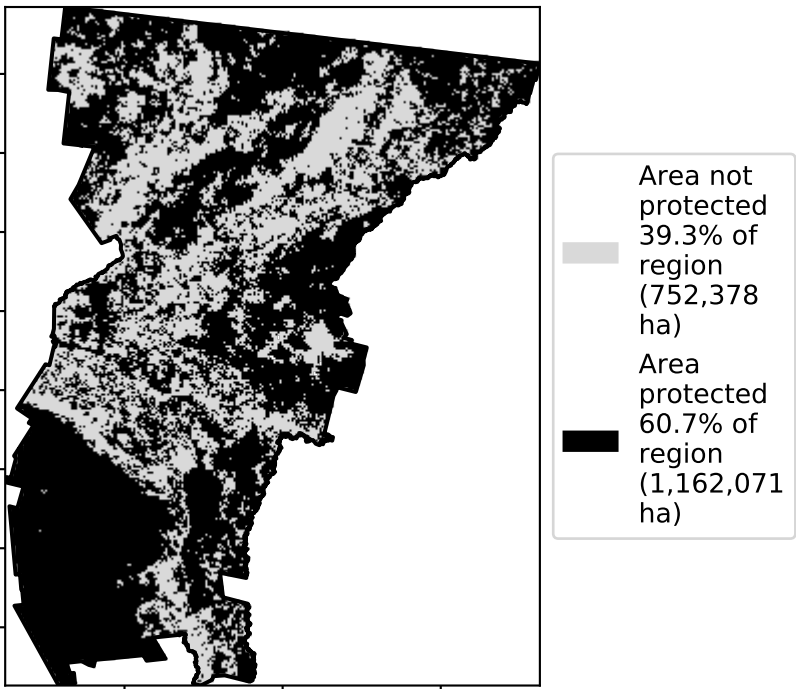 Area not
protected
39.3% of
region
(752,378
ha)
Area
protected
60.7% of
region
(1,162,071
ha)